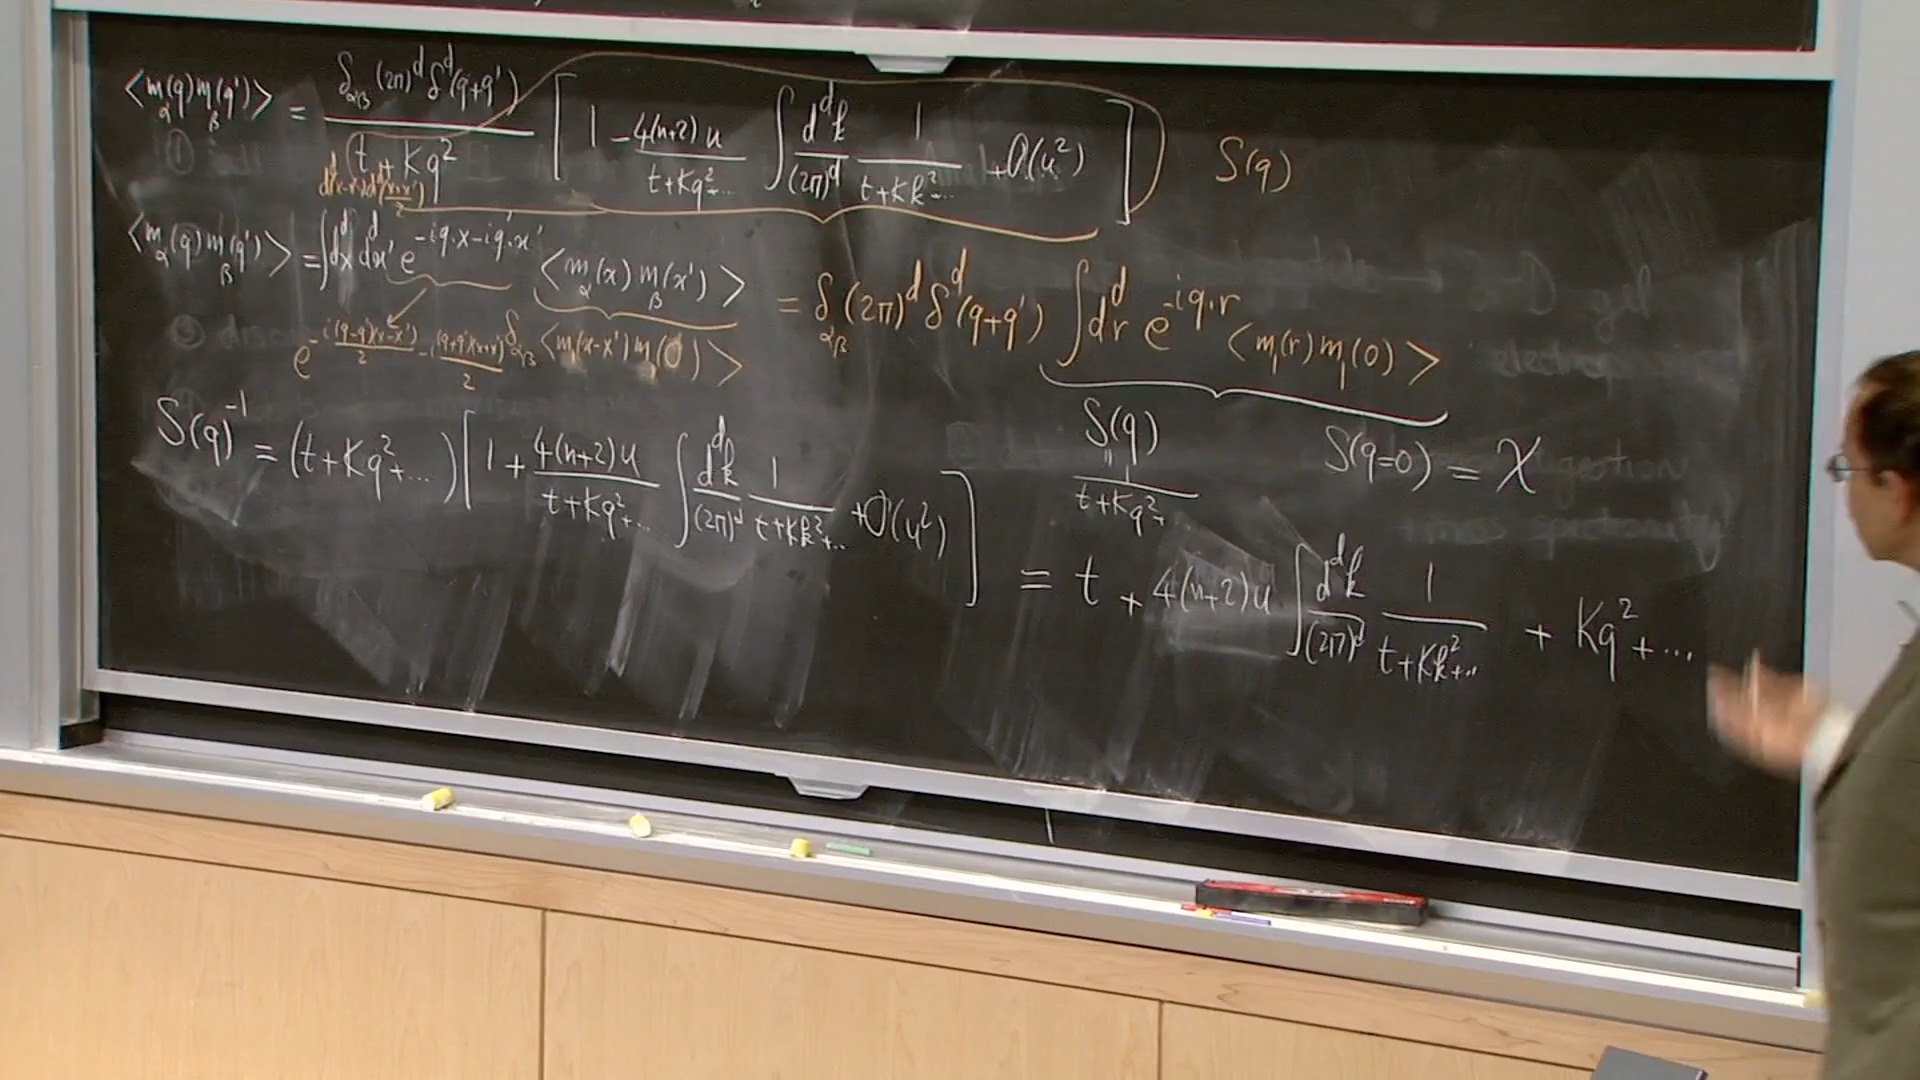 ⟨m_α(q) m_β(q')⟩ = δ_αβ (2π)^d δ^d(q+q') / (t + Kq²) [ 1 − 4(n+2)u / (t+Kq²+...) ∫ d^dk/(2π)^d 1/(t+Kk²+...) + O(u²) ] S(q)
⟨m_α(q) m_β(q')⟩ = ∫ d^dx d^dx' e^{−iq·x−iq'·x'} ⟨m_α(x) m_β(x')⟩ = δ_αβ (2π)^d δ^d(q+q') ∫ d^dr e^{−iq·r} ⟨m_1(r) m_1(0)⟩
δ_αβ ⟨m_1(x−x') m_1(0)⟩
S(q) S(q=0) = χ
" 1 / (t+Kq²+...)
S(q)^{−1} = (t+Kq²+...) [ 1 + 4(n+2)u / (t+Kq²+...) ∫ d^dk/(2π)^d 1/(t+Kk²+...) + O(u²) ]
= t + 4(n+2)u ∫ d^dk/(2π)^d 1/(t+Kk²+...) + Kq² + ...